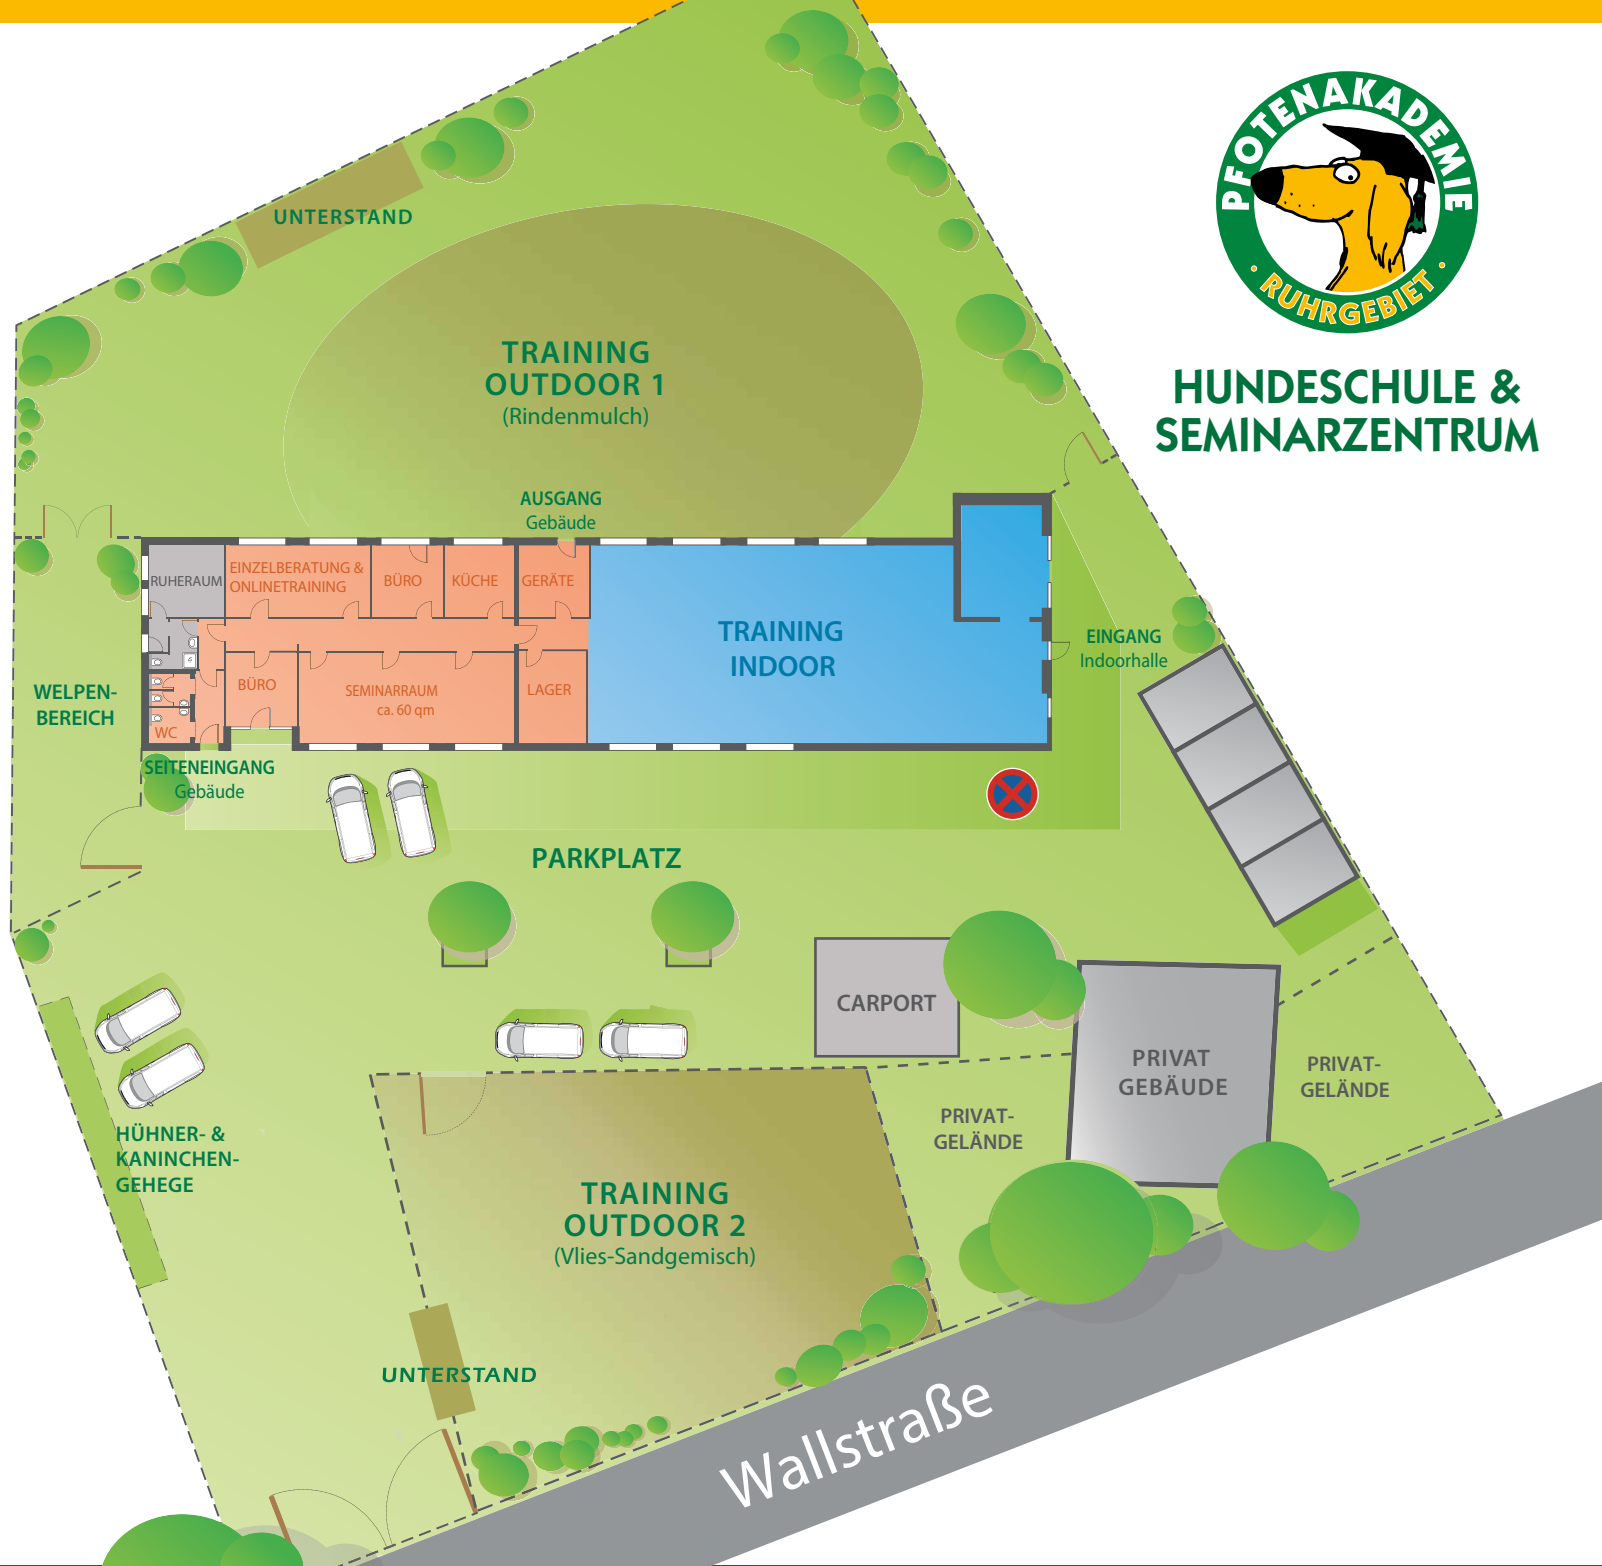 PFOTENAKADEMIE
· RUHRGEBIET ·
HUNDESCHULE &
SEMINARZENTRUM
UNTERSTAND
TRAINING
OUTDOOR 1
(Rindenmulch)
AUSGANG
Gebäude
RUHERAUM
EINZELBERATUNG &
ONLINETRAINING
BÜRO
KÜCHE
GERÄTE
TRAINING
INDOOR
EINGANG
Indoorhalle
WELPEN-
BEREICH
BÜRO
SEMINARRAUM
ca. 60 qm
LAGER
WC
SEITENEINGANG
Gebäude
PARKPLATZ
CARPORT
PRIVAT
GEBÄUDE
PRIVAT-
GELÄNDE
PRIVAT-
GELÄNDE
HÜHNER- &
KANINCHEN-
GEHEGE
TRAINING
OUTDOOR 2
(Vlies-Sandgemisch)
UNTERSTAND
Wallstraße